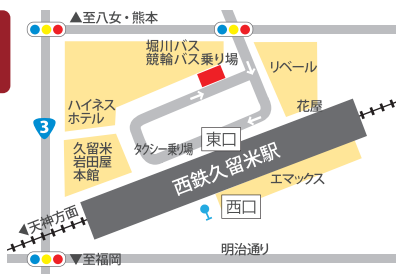 ▲至八女・熊本
堀川バス
競輪バス乗り場
リベール
ハイネス
ホテル
花屋
3
久留米
岩田屋
本館
タクシー乗り場
東口
西鉄久留米駅
エマックス
西口
◀天神方面
▼至福岡
明治通り